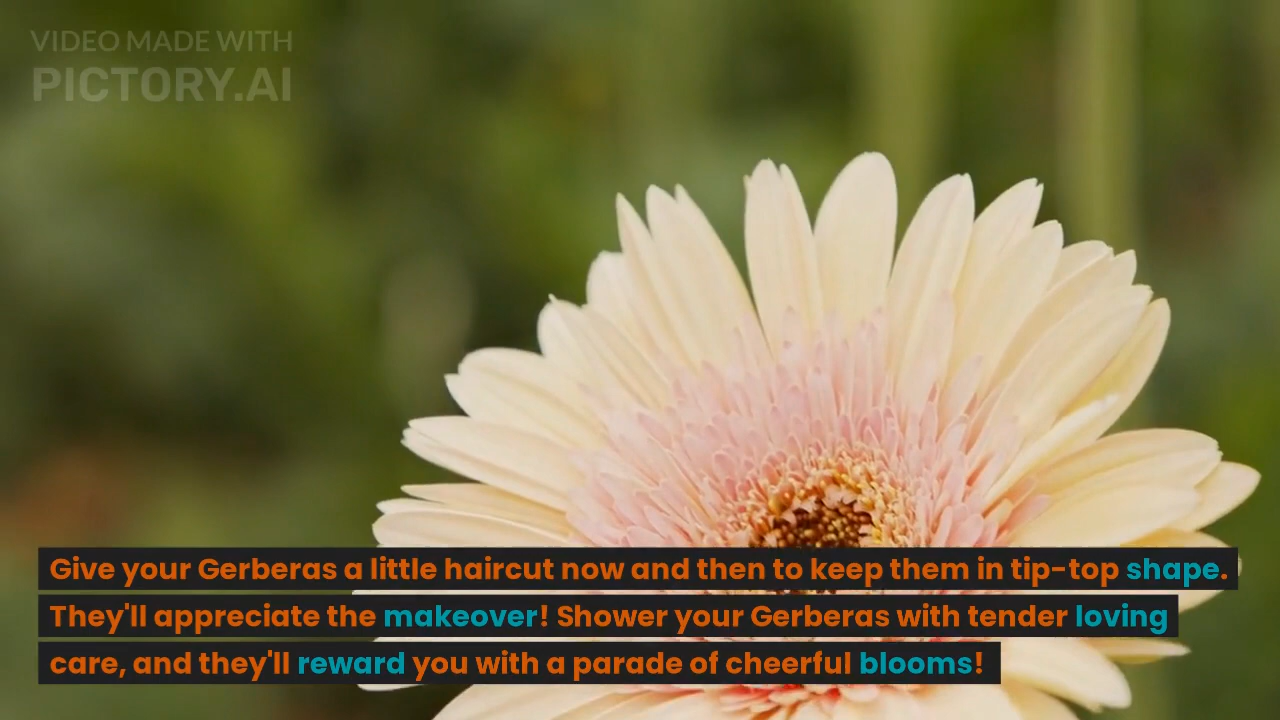 VIDEO MADE WITH
PICTORY.AI
Give your Gerberas a little haircut now and then to keep them in tip-top shape.
They'll appreciate the makeover! Shower your Gerberas with tender loving
care, and they'll reward you with a parade of cheerful blooms!